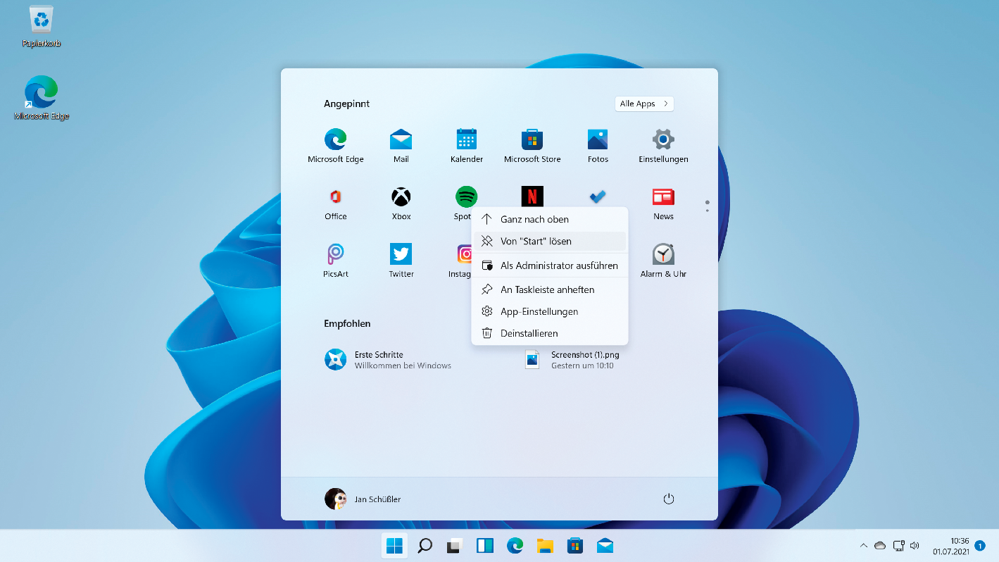 Papierkorb
Microsoft Edge
Angepinnt
Alle Apps
Microsoft Edge
Mail
Kalender
Microsoft Store
Fotos
Einstellungen
Office
Xbox
Spot
News
PicsArt
Twitter
Instag
Alarm & Uhr
Ganz nach oben
Von "Start" lösen
Als Administrator ausführen
An Taskleiste anheften
App-Einstellungen
Deinstallieren
Empfohlen
Erste Schritte
Willkommen bei Windows
Screenshot (1).png
Gestern um 10:10
Jan Schüßler
10:36
01.07.2021
1